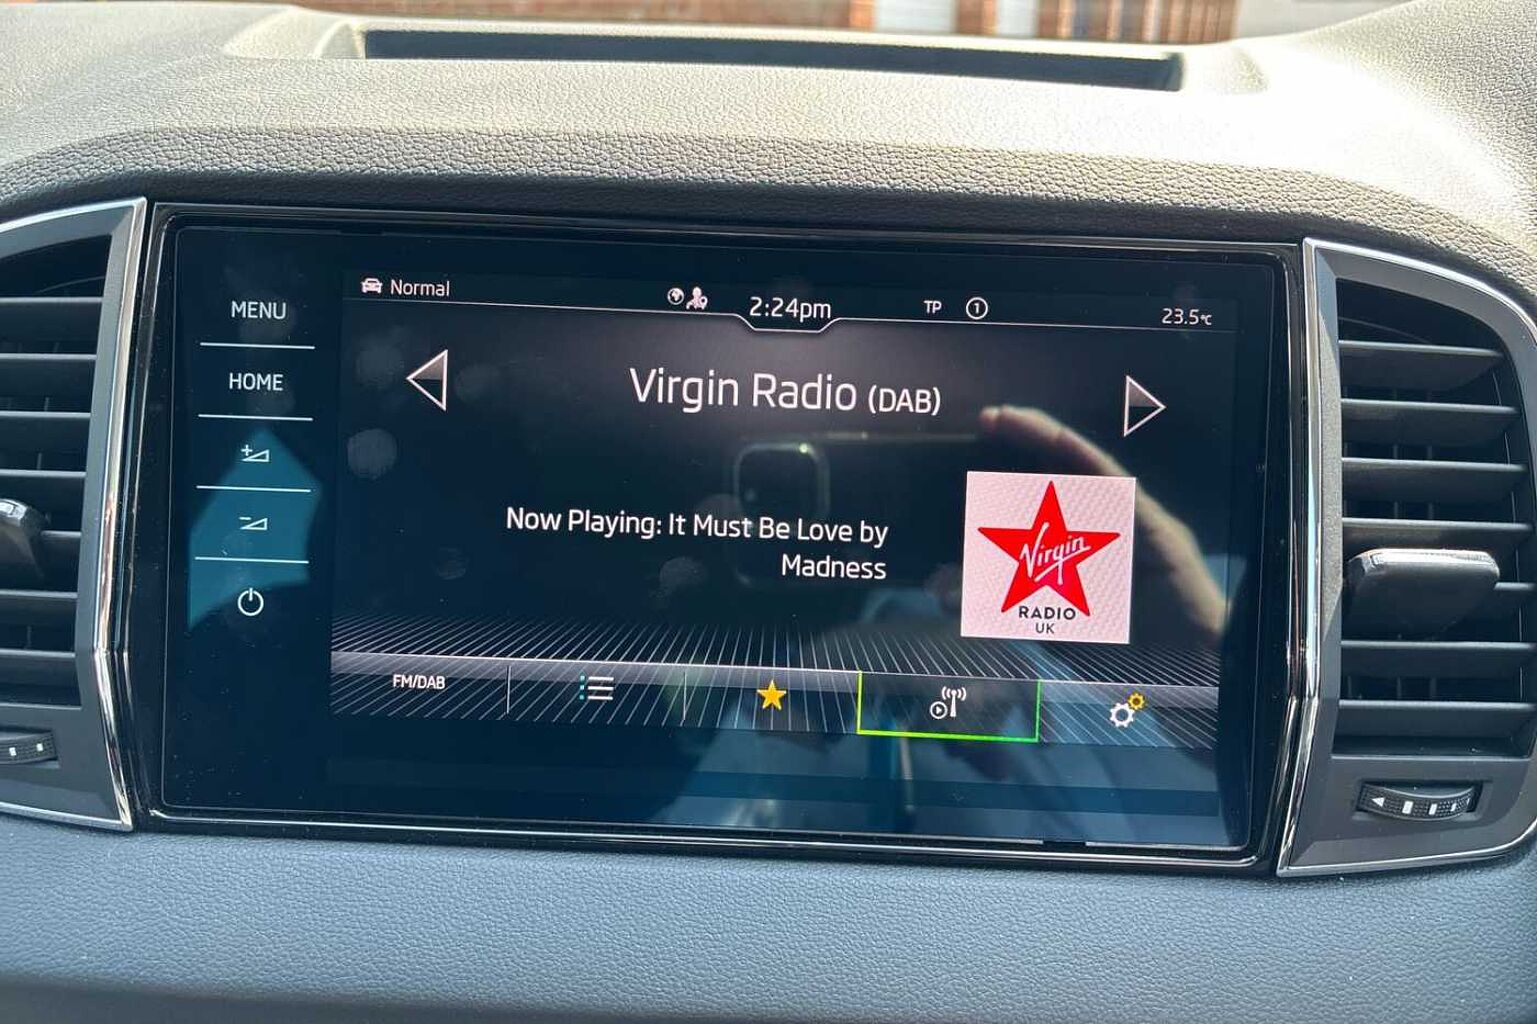 Normal
2:24pm
TP
1
23.5°C
MENU
HOME
Virgin Radio (DAB)
Now Playing: It Must Be Love by
Madness
Virgin
RADIO
UK
FM/DAB